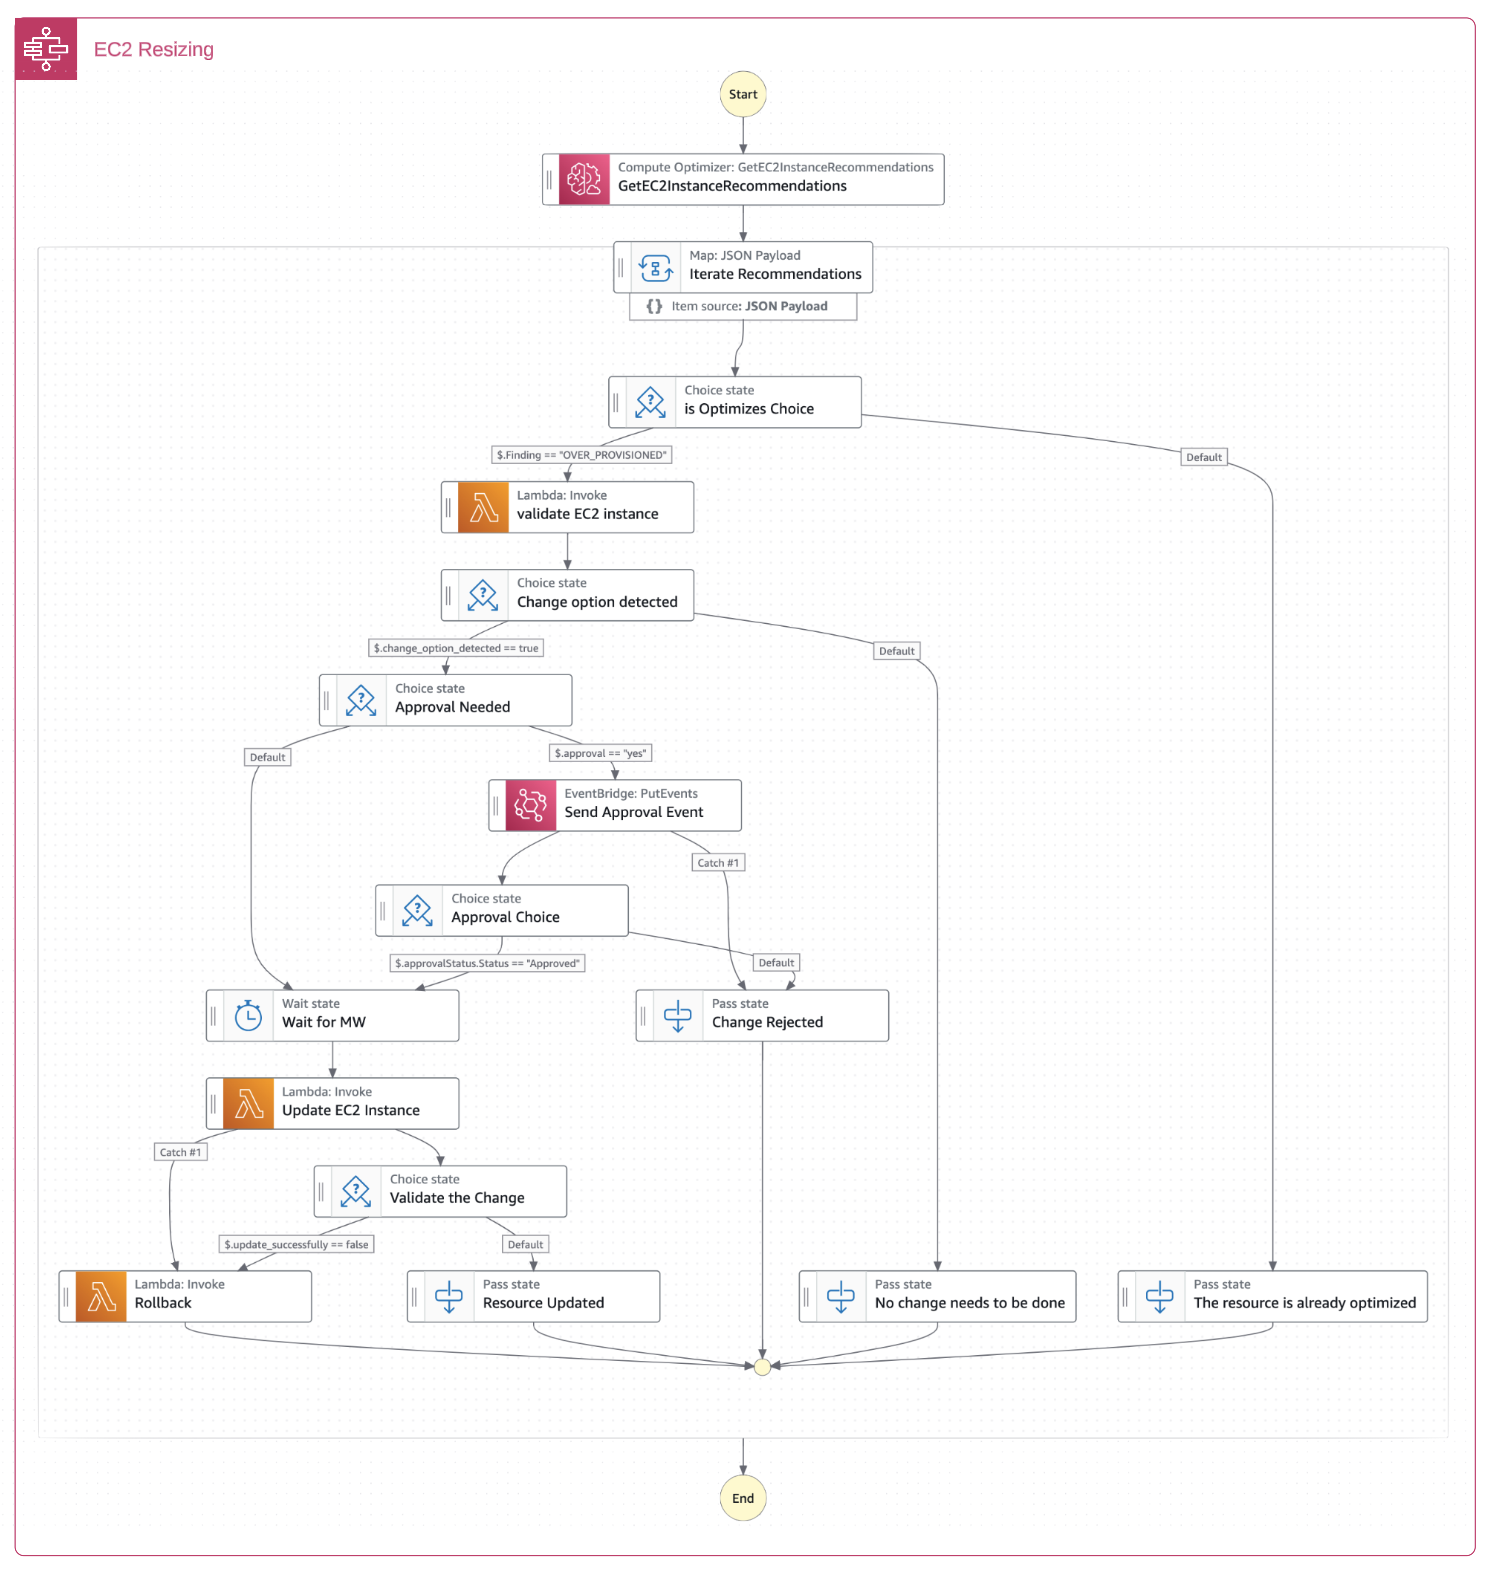 EC2 Resizing
Start
Compute Optimizer: GetEC2InstanceRecommendations
GetEC2InstanceRecommendations
Map: JSON Payload
Iterate Recommendations
{} Item source: JSON Payload
Choice state
is Optimizes Choice
$.Finding == "OVER_PROVISIONED"
Default
Lambda: Invoke
validate EC2 instance
Choice state
Change option detected
$.change_option_detected == true
Default
Choice state
Approval Needed
Default
$.approval == "yes"
EventBridge: PutEvents
Send Approval Event
Catch #1
Choice state
Approval Choice
$.approvalStatus.Status == "Approved"
Default
Wait state
Wait for MW
Pass state
Change Rejected
Lambda: Invoke
Update EC2 Instance
Catch #1
Choice state
Validate the Change
$.update_successfully == false
Default
Lambda: Invoke
Rollback
Pass state
Resource Updated
Pass state
No change needs to be done
Pass state
The resource is already optimized
End